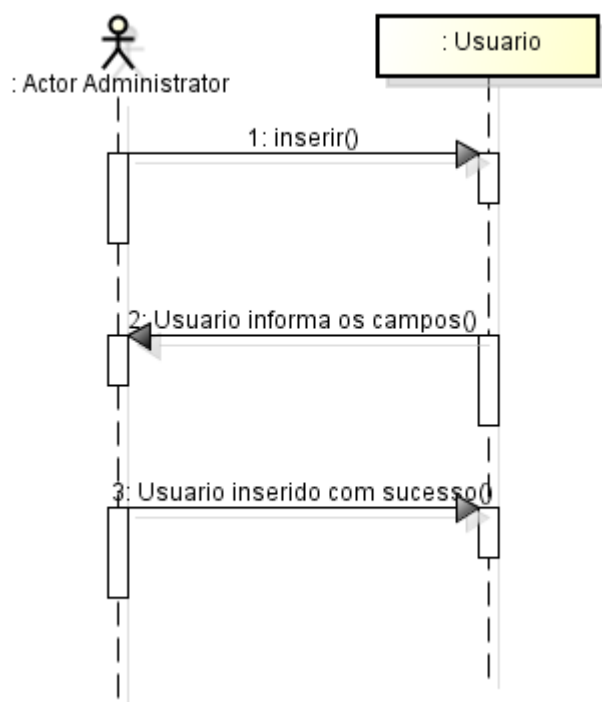 : Actor Administrator
: Usuario
1: inserir()
2: Usuario informa os campos()
3: Usuario inserido com sucesso()